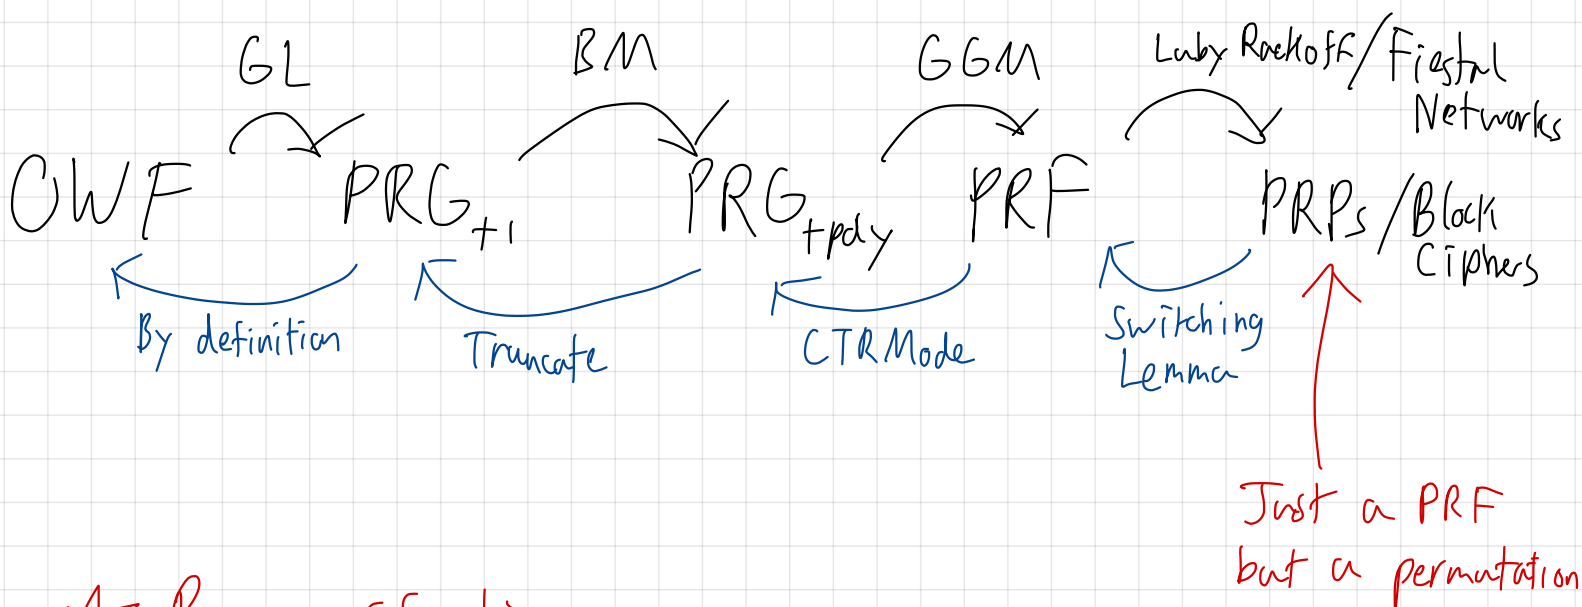 GL
BM
GGM
Luby Rackoff/Fiestal
Networks
OWF
PRG+1
PRG+poly
PRF
PRPs/Block
Ciphers
By definition
Truncate
CTR Mode
Switching
Lemma
Just a PRF
but a permutation